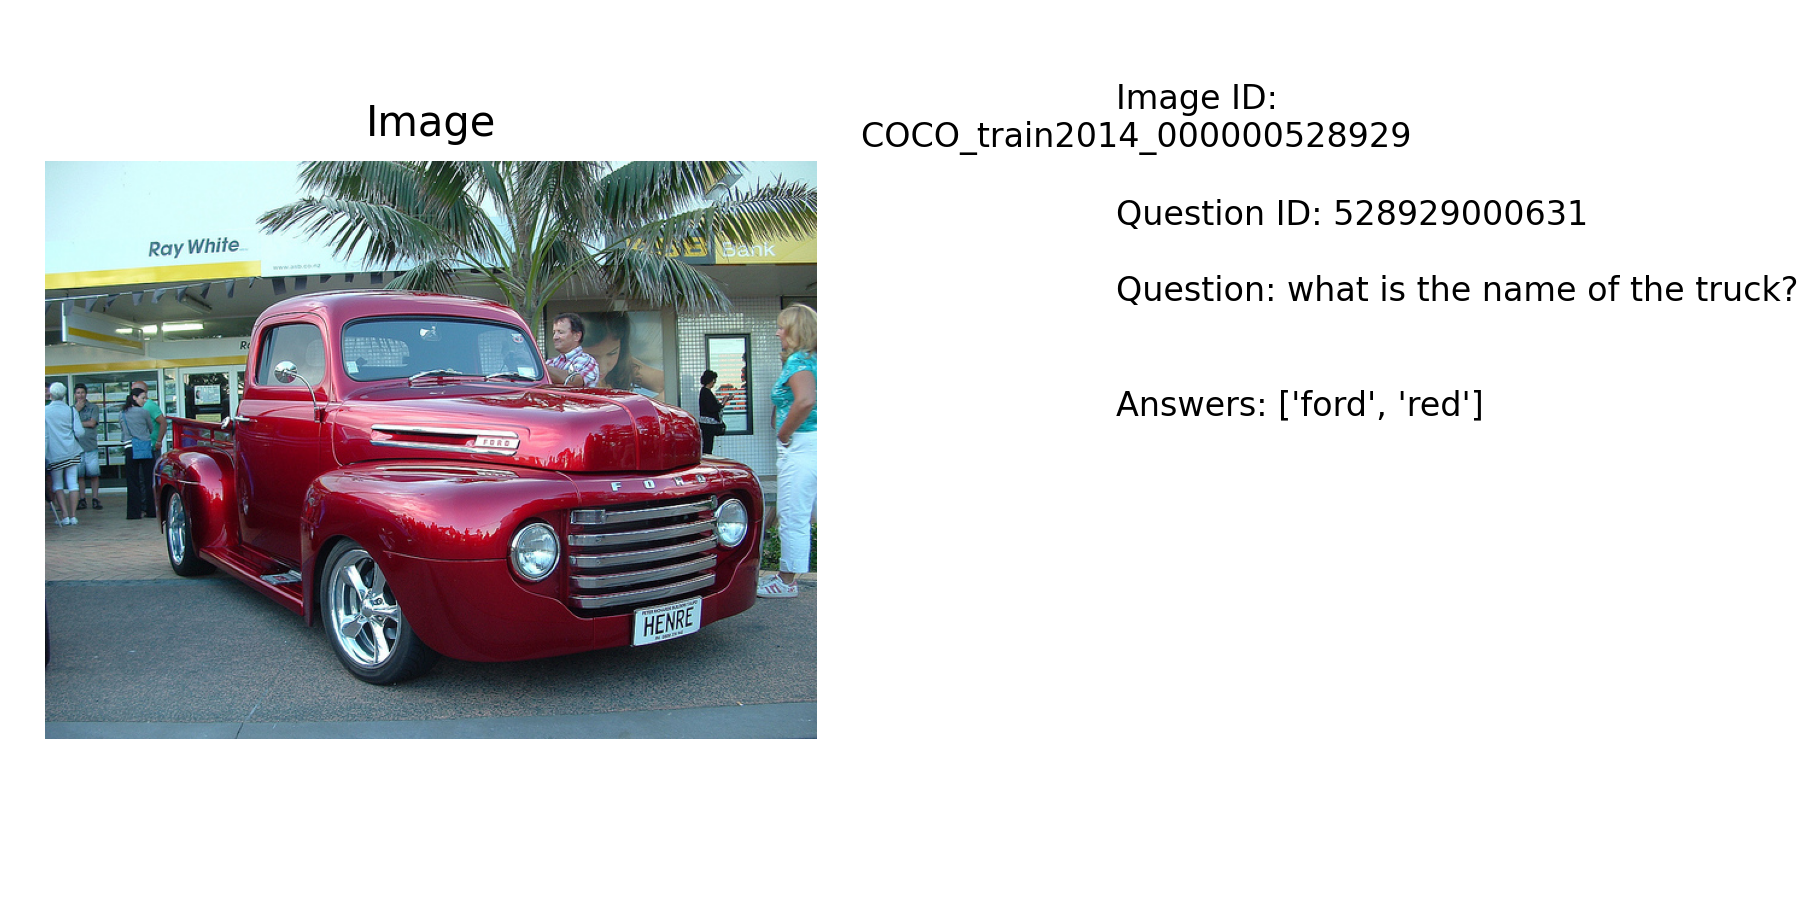 Image
Image ID:
COCO_train2014_000000528929
Question ID: 528929000631
Question: what is the name of the truck?
Answers: ['ford', 'red']
Ray White
Bank
FORD
FORD
HENRE